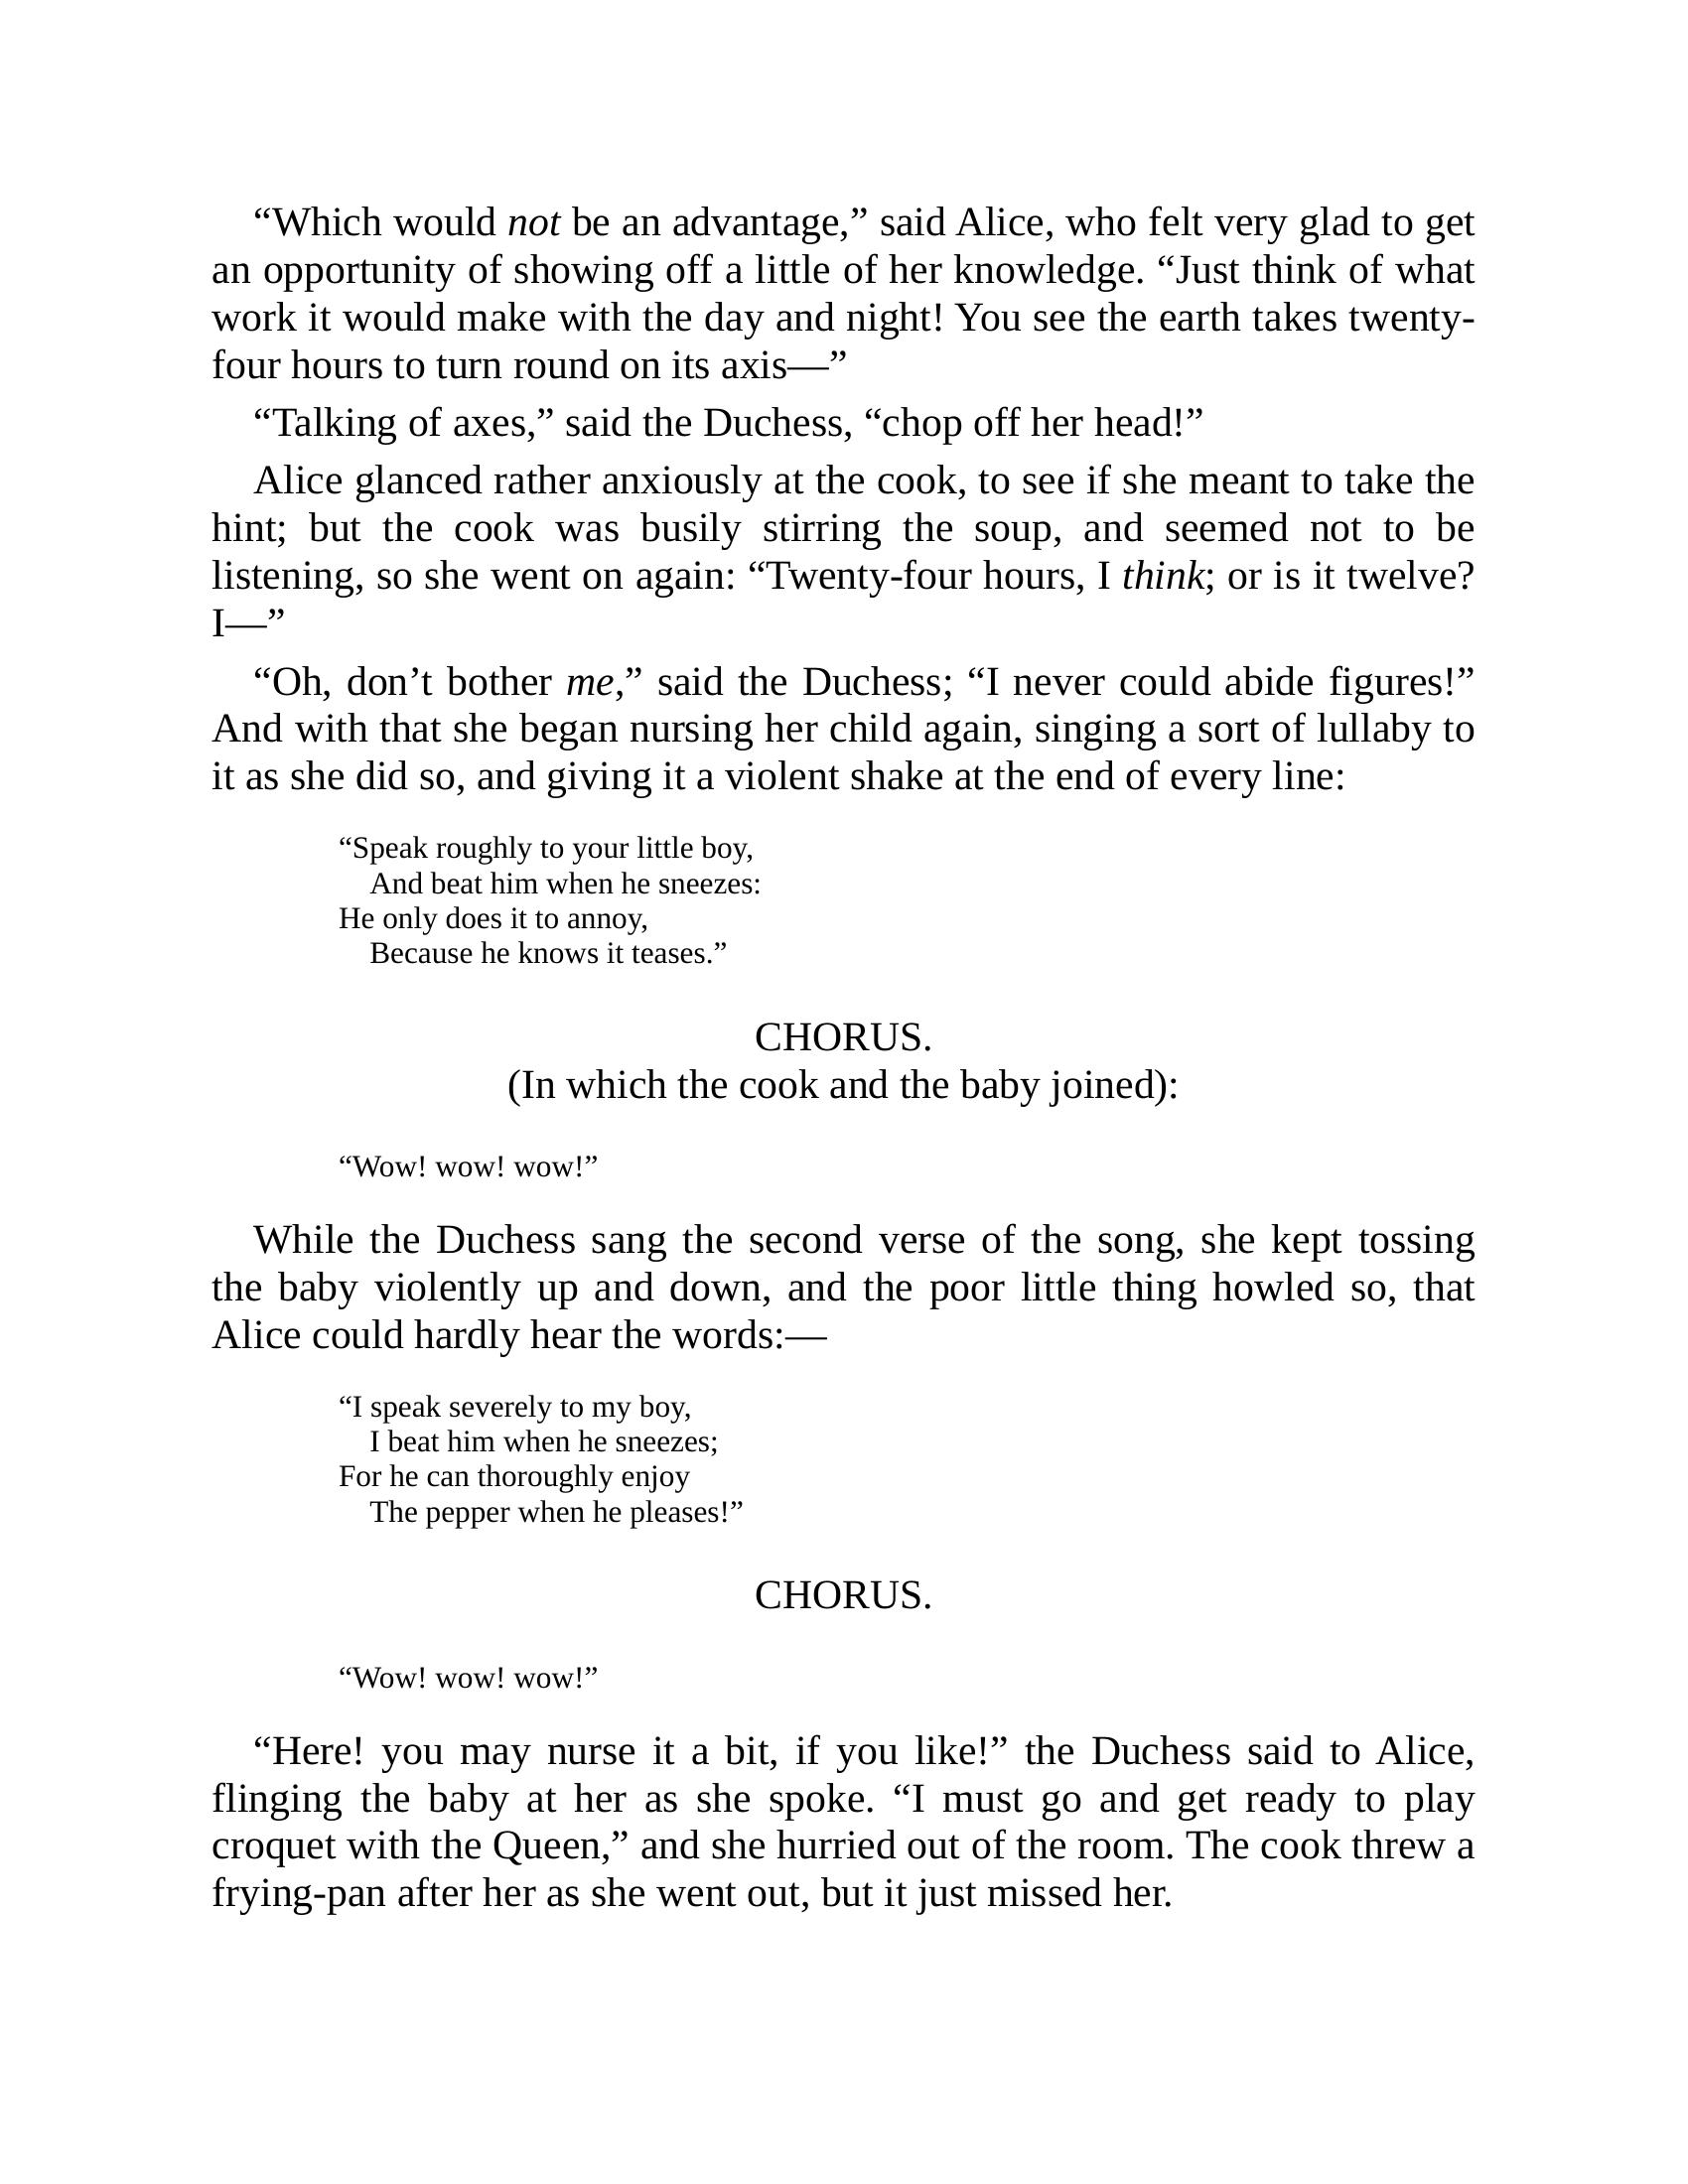 “Which would not be an advantage,” said Alice, who felt very glad to get
an opportunity of showing off a little of her knowledge. “Just think of what
work it would make with the day and night! You see the earth takes twenty-
four hours to turn round on its axis—”
“Talking of axes,” said the Duchess, “chop off her head!”
Alice glanced rather anxiously at the cook, to see if she meant to take the
hint; but the cook was busily stirring the soup, and seemed not to be
listening, so she went on again: “Twenty-four hours, I think; or is it twelve?
I—”
“Oh, don’t bother me,” said the Duchess; “I never could abide figures!”
And with that she began nursing her child again, singing a sort of lullaby to
it as she did so, and giving it a violent shake at the end of every line:
“Speak roughly to your little boy,
And beat him when he sneezes:
He only does it to annoy,
Because he knows it teases.”
CHORUS.
(In which the cook and the baby joined):
“Wow! wow! wow!”
While the Duchess sang the second verse of the song, she kept tossing
the baby violently up and down, and the poor little thing howled so, that
Alice could hardly hear the words:—
“I speak severely to my boy,
I beat him when he sneezes;
For he can thoroughly enjoy
The pepper when he pleases!”
CHORUS.
“Wow! wow! wow!”
“Here! you may nurse it a bit, if you like!” the Duchess said to Alice,
flinging the baby at her as she spoke. “I must go and get ready to play
croquet with the Queen,” and she hurried out of the room. The cook threw a
frying-pan after her as she went out, but it just missed her.